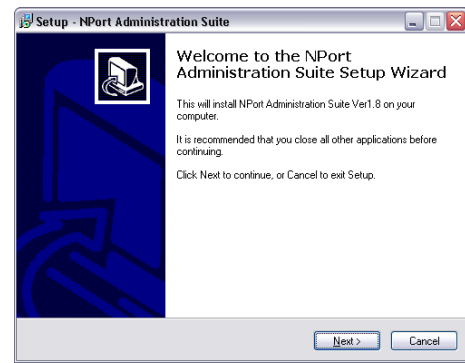 Setup - NPort Administration Suite
Welcome to the NPort
Administration Suite Setup Wizard
This will install NPort Administration Suite Ver1.8 on your
computer.
It is recommended that you close all other applications before
continuing.
Click Next to continue, or Cancel to exit Setup.
Next >
Cancel